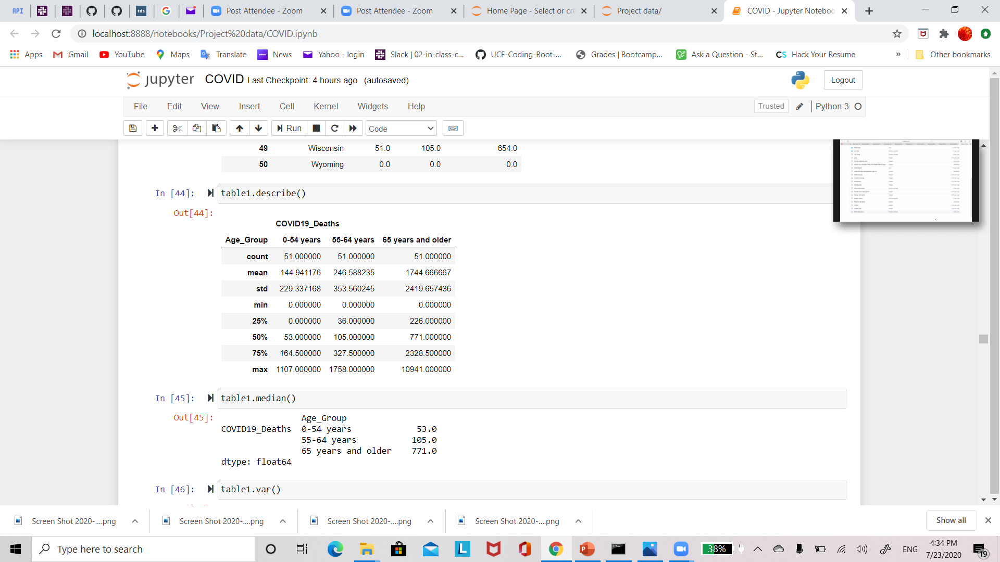 API
tds
Post Attendee - Zoom
Post Attendee - Zoom
Home Page - Select or cre
Project data/
COVID - Jupyter Noteboo
localhost:8888/notebooks/Project%20data/COVID.ipynb
Apps
Gmail
YouTube
Maps
Translate
News
Yahoo - login
Slack | 02-in-class-c...
UCF-Coding-Boot-...
Grades | Bootcamp...
Ask a Question - St...
CS Hack Your Resume
»
Other bookmarks
jupyter COVID Last Checkpoint: 4 hours ago (autosaved)
Logout
File Edit View Insert Cell Kernel Widgets Help
Trusted
Python 3
Run
Code
49 Wisconsin 51.0 105.0 654.0
50 Wyoming 0.0 0.0 0.0
In [44]: table1.describe()
Out[44]:
COVID19_Deaths
Age_Group 0-54 years 55-64 years 65 years and older
count 51.000000 51.000000 51.000000
mean 144.941176 246.588235 1744.666667
std 229.337168 353.560245 2419.657436
min 0.000000 0.000000 0.000000
25% 0.000000 36.000000 226.000000
50% 53.000000 105.000000 771.000000
75% 164.500000 327.500000 2328.500000
max 1107.000000 1758.000000 10941.000000
In [45]: table1.median()
Out[45]: Age_Group
COVID19_Deaths 0-54 years 53.0
55-64 years 105.0
65 years and older 771.0
dtype: float64
In [46]: table1.var()
Screen Shot 2020-....png
Screen Shot 2020-....png
Screen Shot 2020-....png
Screen Shot 2020-....png
Show all
Type here to search
38%
ENG
4:34 PM
7/23/2020
19